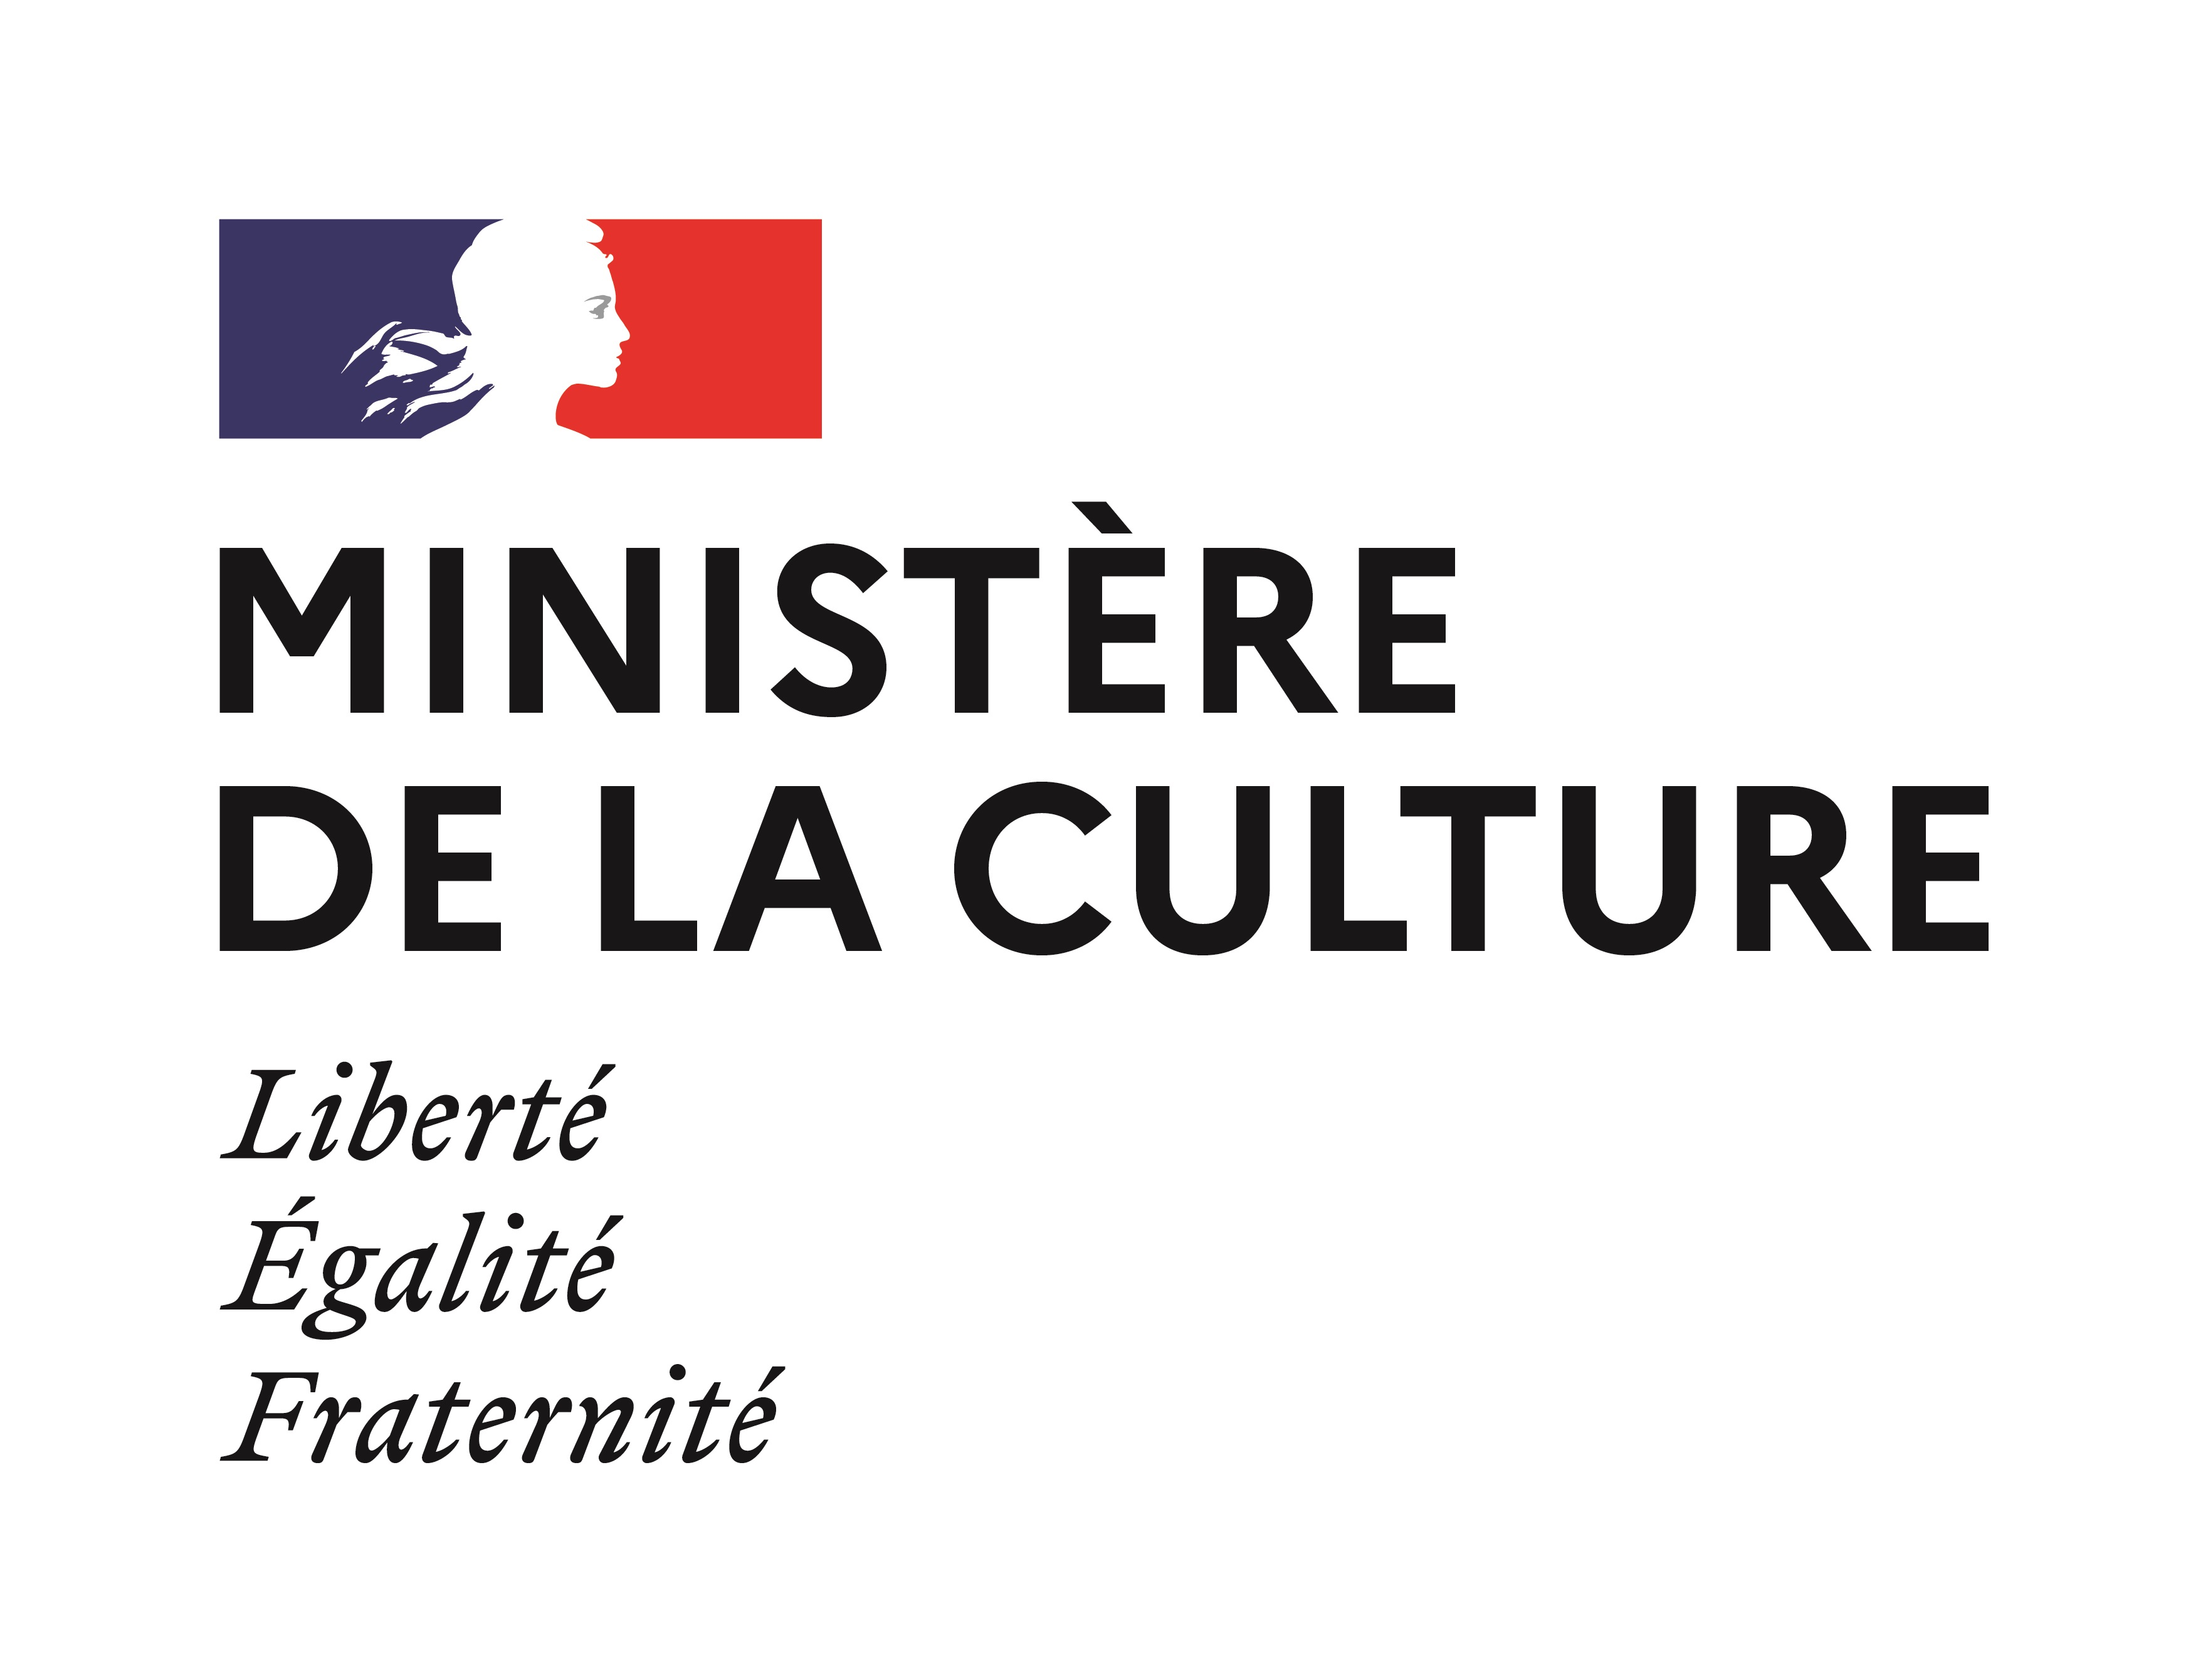 MINISTÈRE
DE LA CULTURE
Liberté
Égalité
Fraternité